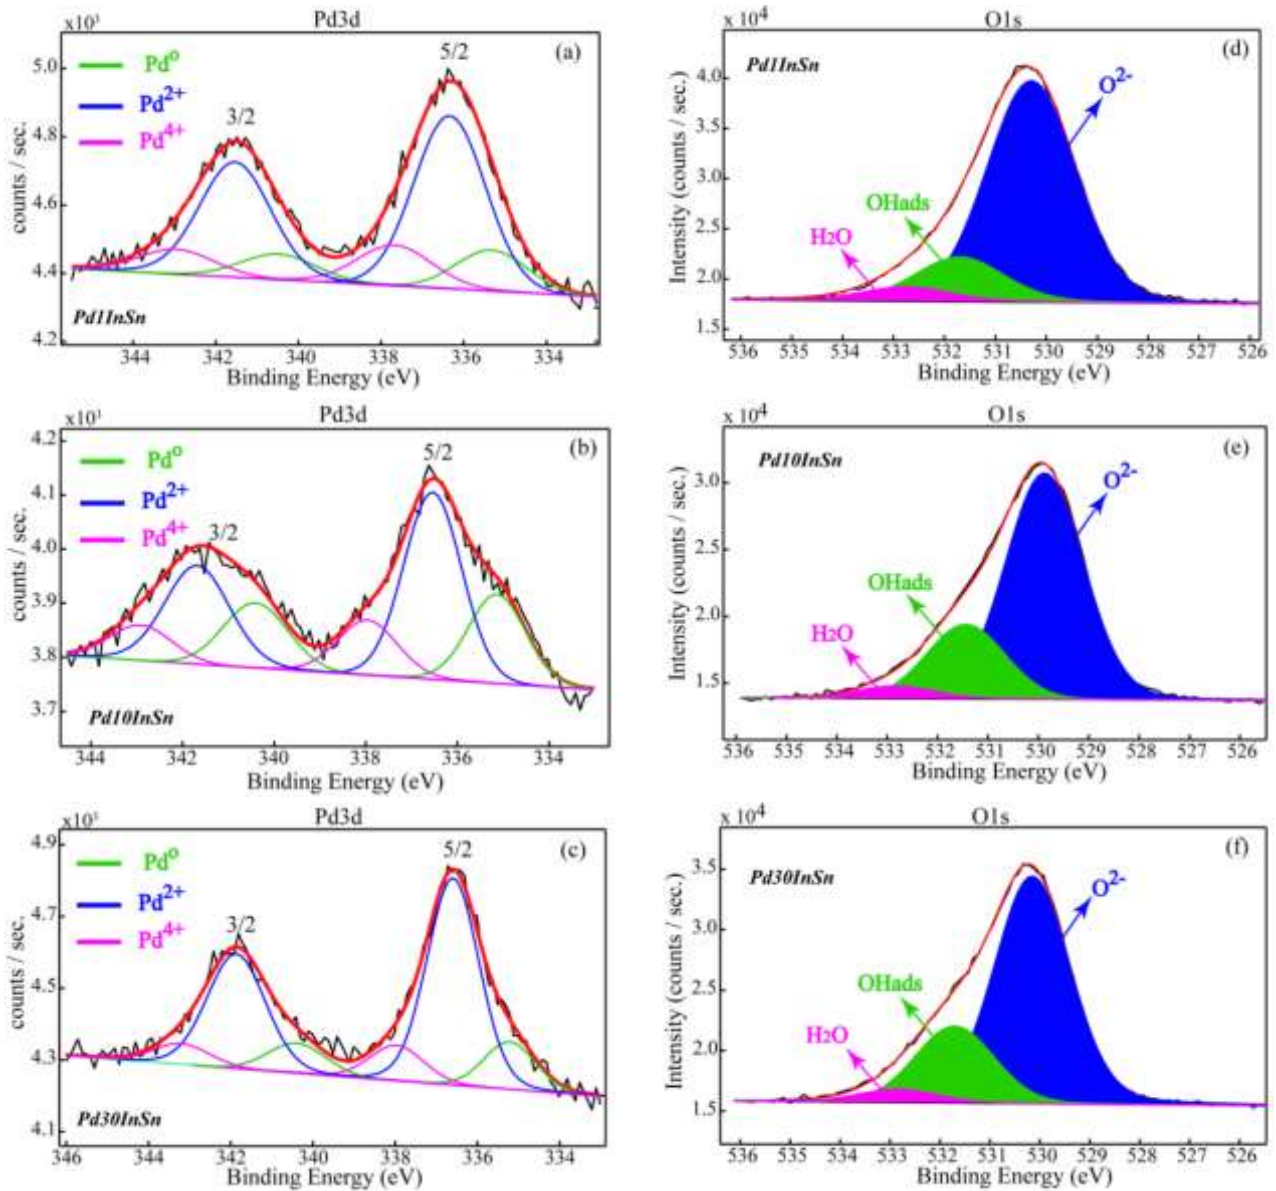 x10³
Pd3d
(a)
5/2
Pd⁰
Pd²⁺
Pd⁴⁺
3/2
5.0
4.8
4.6
4.4
4.2
counts / sec.
Pd1InSn
344 342 340 338 336 334
Binding Energy (eV)
x 10⁴
O1s
(d)
Pd1InSn
O²⁻
OHads
H2O
4.0
3.5
3.0
2.5
2.0
1.5
Intensity (counts / sec.)
536 535 534 533 532 531 530 529 528 527 526
Binding Energy (eV)
x10³
Pd3d
(b)
5/2
Pd⁰
Pd²⁺
Pd⁴⁺
3/2
4.2
4.1
4.0
3.9
3.8
3.7
counts / sec.
Pd10InSn
344 342 340 338 336 334
Binding Energy (eV)
x 10⁴
O1s
(e)
Pd10InSn
O²⁻
OHads
H2O
3.0
2.5
2.0
1.5
Intensity (counts / sec.)
536 535 534 533 532 531 530 529 528 527 526
Binding Energy (eV)
x10³
Pd3d
(c)
5/2
Pd⁰
Pd²⁺
Pd⁴⁺
3/2
4.9
4.7
4.5
4.3
4.1
counts / sec.
Pd30InSn
346 344 342 340 338 336 334
Binding Energy (eV)
x 10⁴
O1s
(f)
Pd30InSn
O²⁻
OHads
H2O
3.5
3.0
2.5
2.0
1.5
Intensity (counts / sec.)
536 535 534 533 532 531 530 529 528 527 526
Binding Energy (eV)